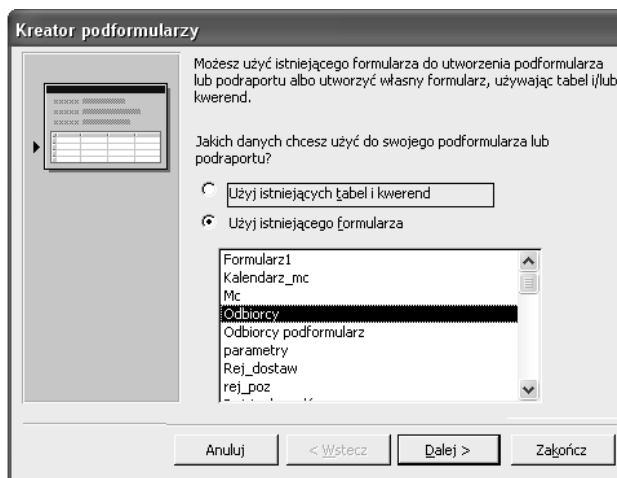 Kreator podformularzy
Możesz użyć istniejącego formularza do utworzenia podformularza
lub podraportu albo utworzyć własny formularz, używając tabel i/lub
kwerend.
Jakich danych chcesz użyć do swojego podformularza lub
podraportu?
Użyj istniejących tabel i kwerend
Użyj istniejącego formularza
Formularz1
Kalendarz_mc
Mc
Odbiorcy
Odbiorcy podformularz
parametry
Rej_dostaw
rej_poz
Anuluj
< Wstecz
Dalej >
Zakończ